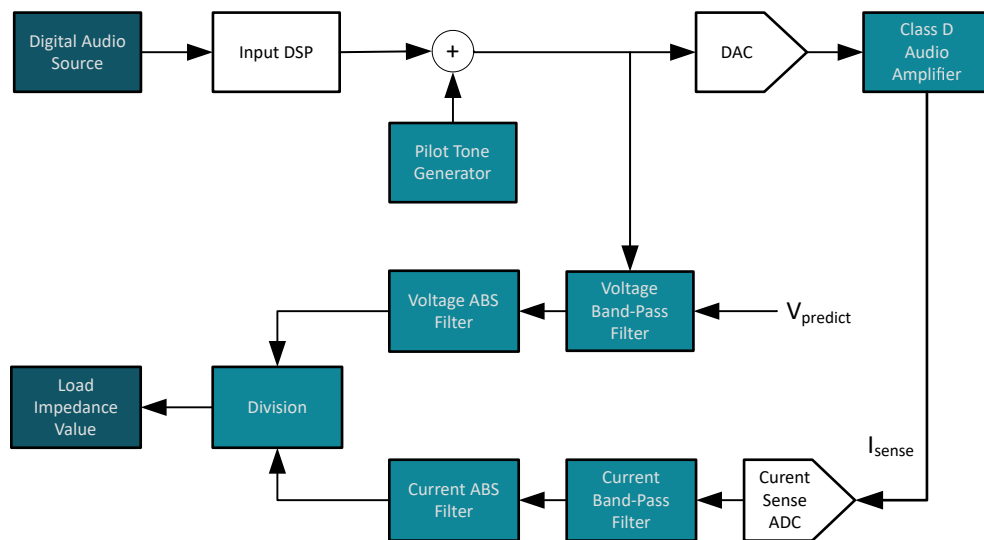 Digital Audio
Source
Input DSP
+
DAC
Class D
Audio
Amplifier
Pilot Tone
Generator
Voltage ABS
Filter
Voltage
Band-Pass
Filter
Vpredict
Load
Impedance
Value
Division
Isense
Current ABS
Filter
Current
Band-Pass
Filter
Curent
Sense
ADC